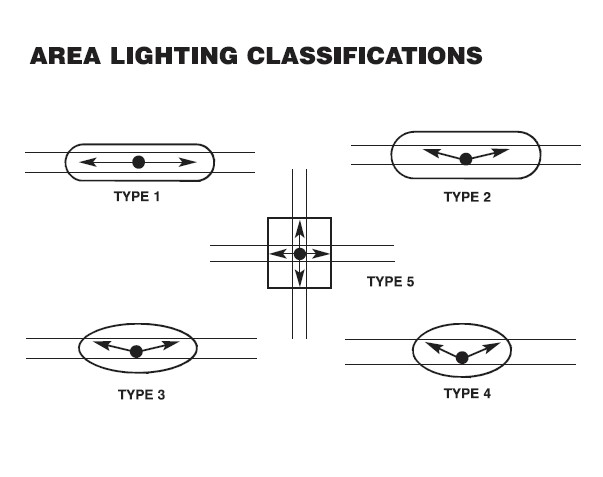 AREA LIGHTING CLASSIFICATIONS
TYPE 1
TYPE 2
TYPE 5
TYPE 3
TYPE 4